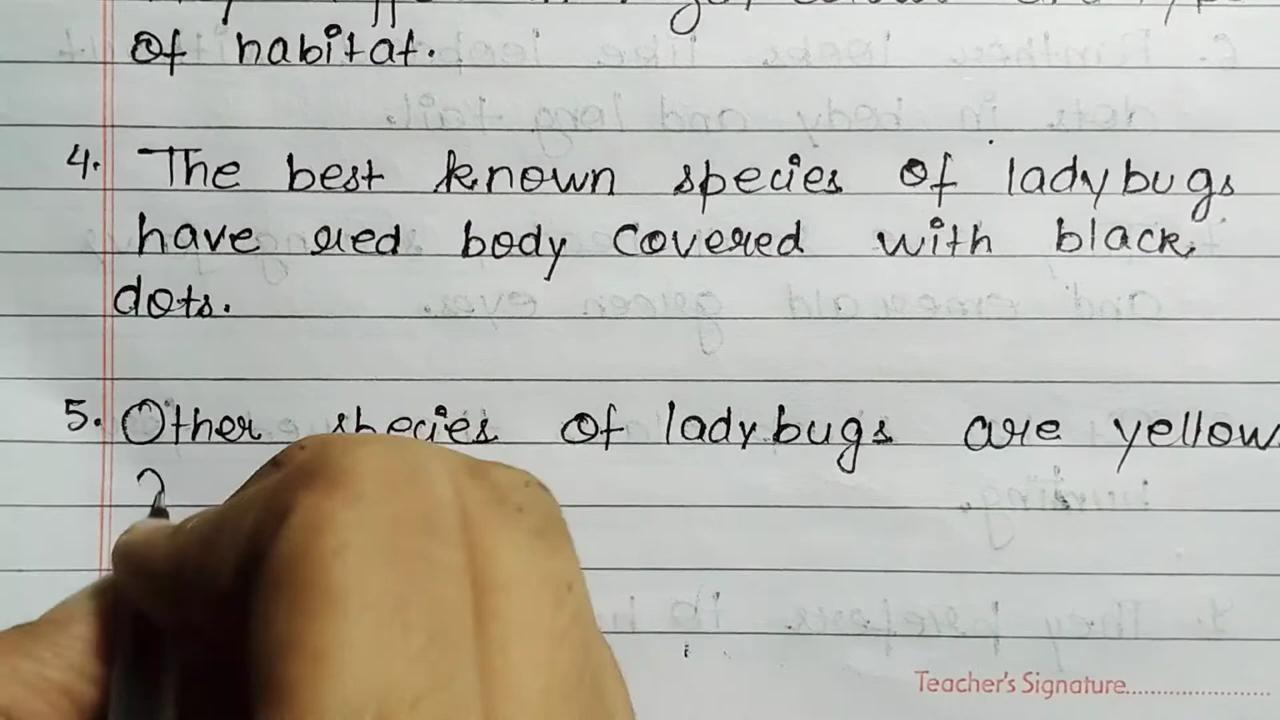 of habitat.
4. The best known species of ladybugs
have red body covered with black
dots.
5. Other species of ladybugs are yellow
Teacher's Signature